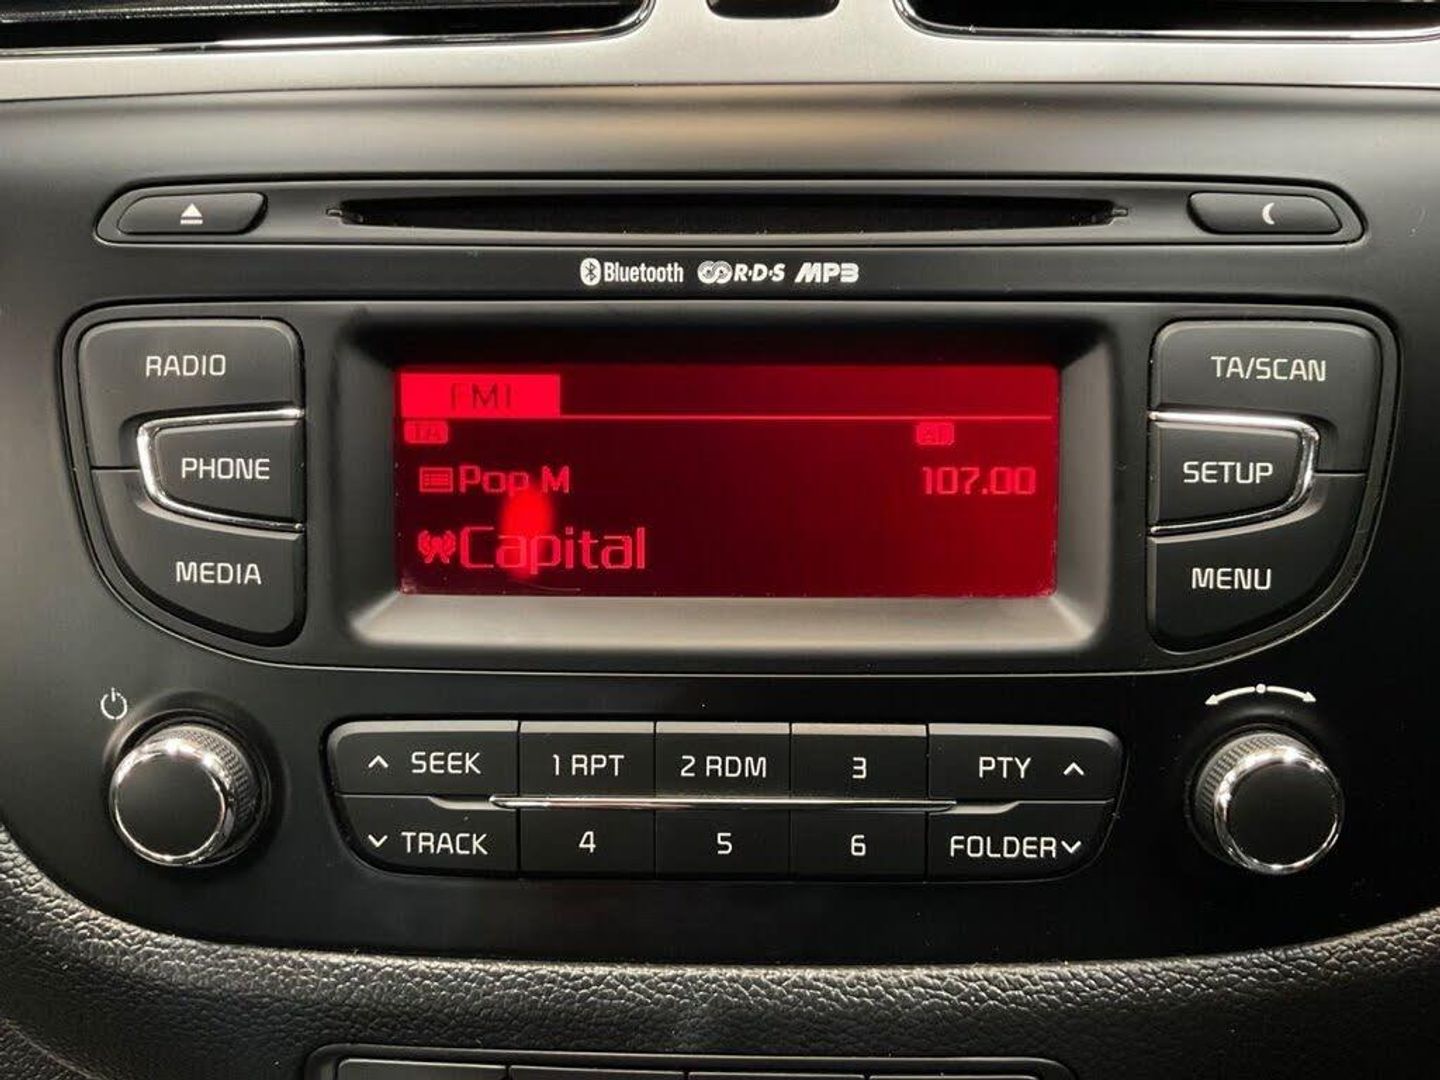 Bluetooth R·D·S MP3
RADIO
TA/SCAN
FM1
TA
AF
PHONE
Pop M
107.00
SETUP
Capital
MEDIA
MENU
SEEK
1 RPT
2 RDM
3
PTY
TRACK
4
5
6
FOLDER